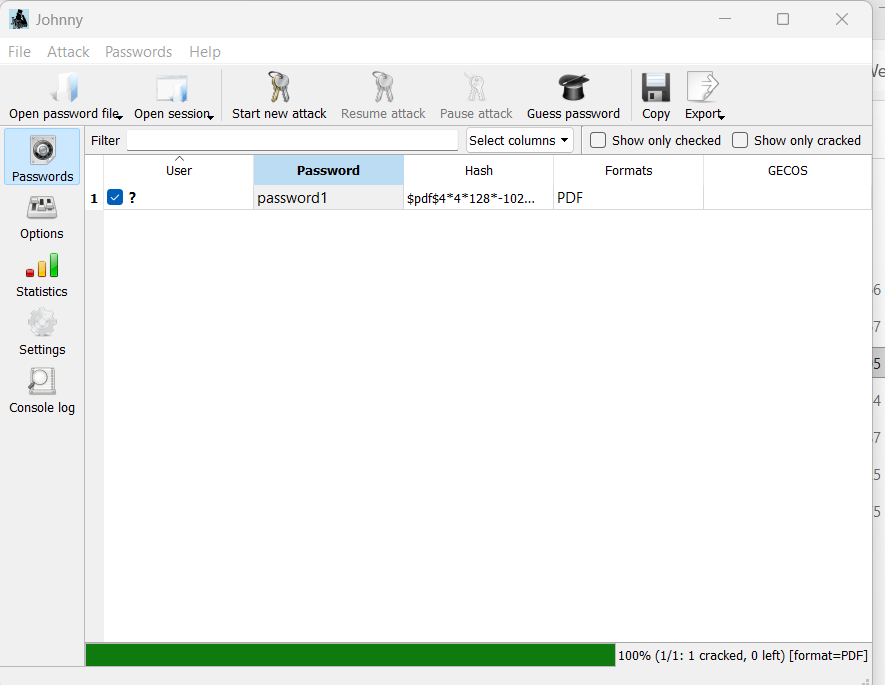 Johnny
File Attack Passwords Help
Open password file Open session Start new attack Resume attack Pause attack Guess password Copy Export
Passwords
Filter Select columns Show only checked Show only cracked
User Password Hash Formats GECOS
1 ? password1 $pdf$4*4*128*-102... PDF
Options
Statistics
Settings
Console log
100% (1/1: 1 cracked, 0 left) [format=PDF]